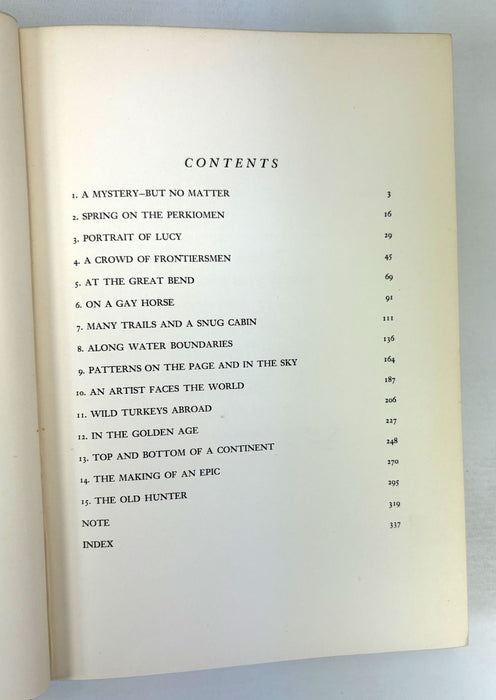 CONTENTS
1. A MYSTERY—BUT NO MATTER 3
2. SPRING ON THE PERKIOMEN 16
3. PORTRAIT OF LUCY 29
4. A CROWD OF FRONTIERSMEN 45
5. AT THE GREAT BEND 69
6. ON A GAY HORSE 91
7. MANY TRAILS AND A SNUG CABIN 111
8. ALONG WATER BOUNDARIES 136
9. PATTERNS ON THE PAGE AND IN THE SKY 164
10. AN ARTIST FACES THE WORLD 187
11. WILD TURKEYS ABROAD 206
12. IN THE GOLDEN AGE 227
13. TOP AND BOTTOM OF A CONTINENT 248
14. THE MAKING OF AN EPIC 270
15. THE OLD HUNTER 295
NOTE 319
INDEX 337